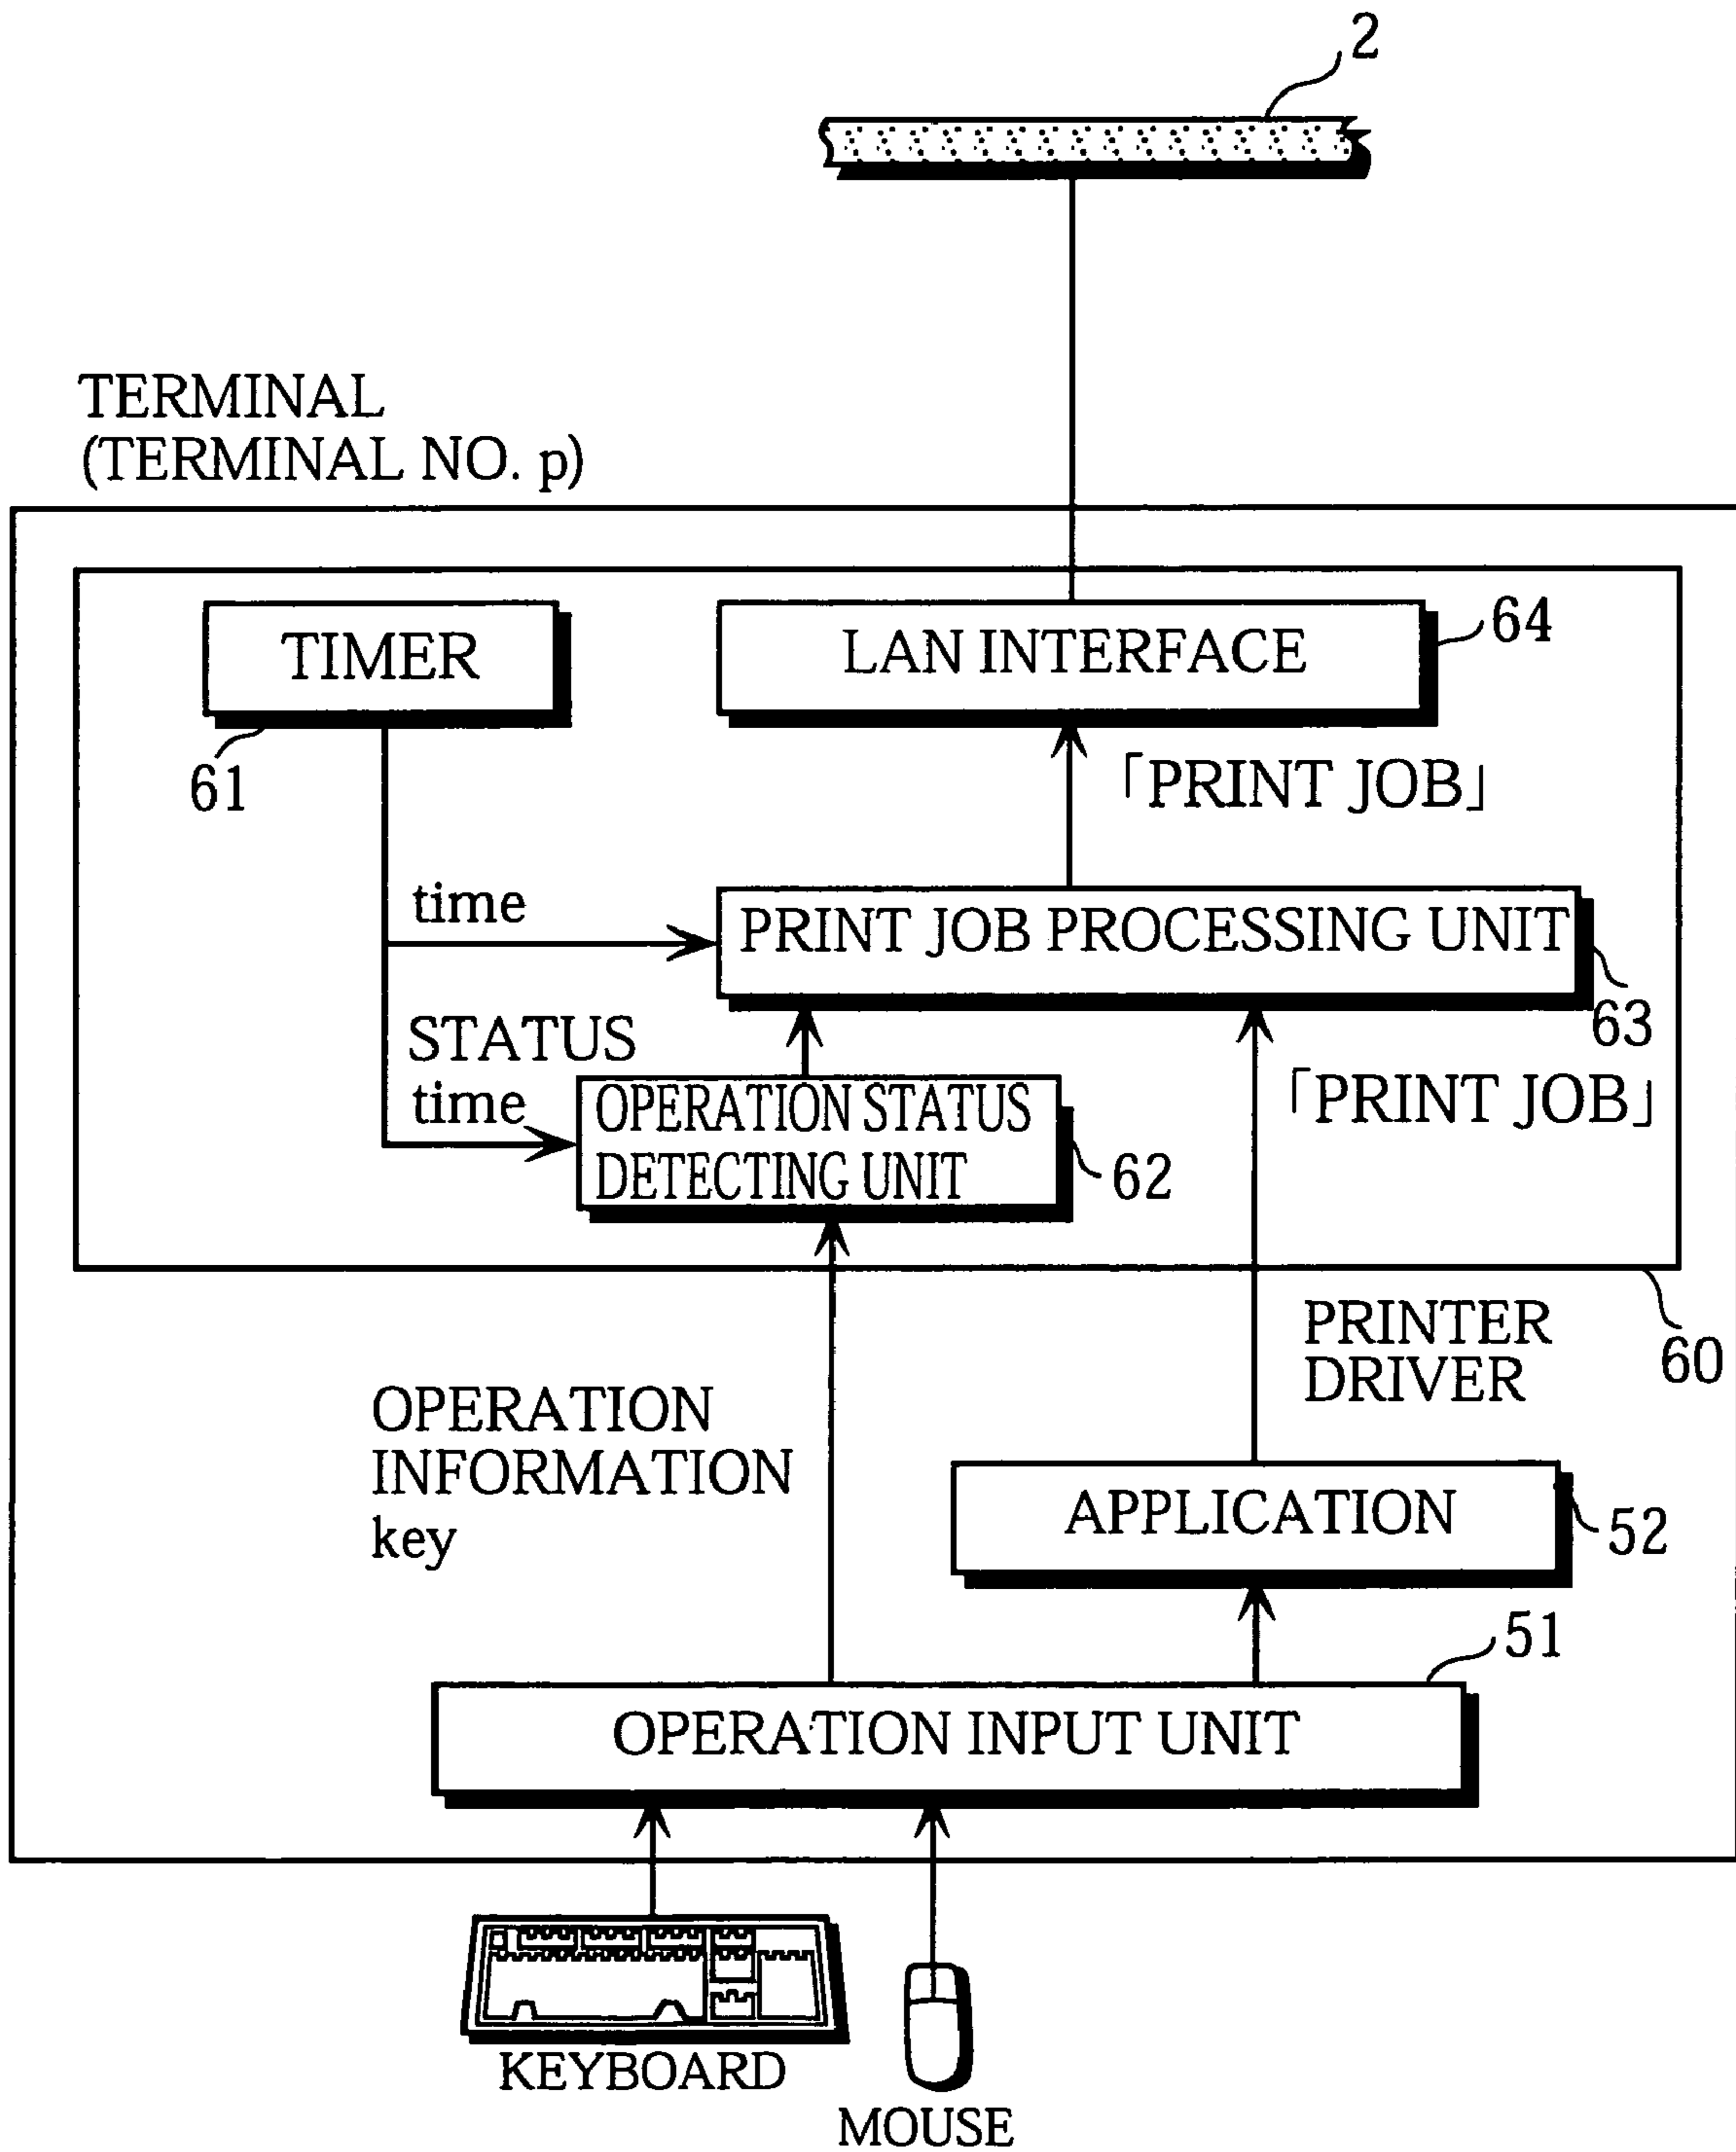 2
TERMINAL
(TERMINAL NO. p)
TIMER
LAN INTERFACE
64
61
「PRINT JOB」
time
PRINT JOB PROCESSING UNIT
63
STATUS
time
OPERATION STATUS
DETECTING UNIT
62
「PRINT JOB」
PRINTER
DRIVER
60
OPERATION
INFORMATION
key
APPLICATION
52
51
OPERATION INPUT UNIT
KEYBOARD
MOUSE